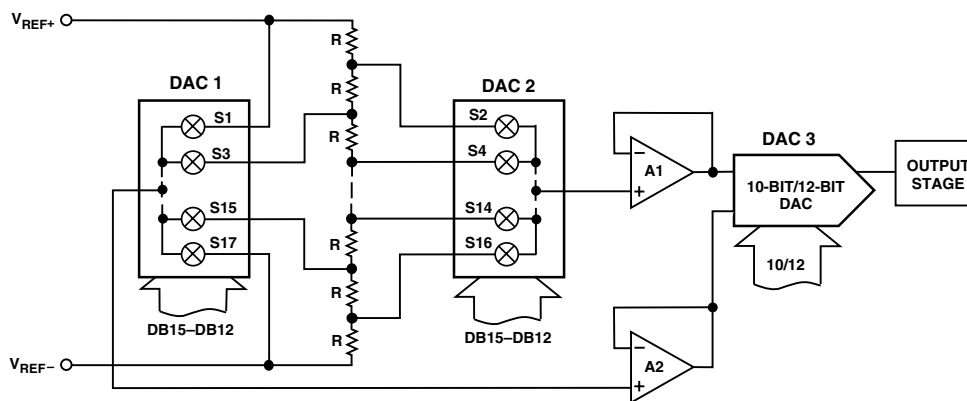 VREF+
R
DAC 1
R
DAC 2
S1
S2
S3
R
S4
A1
DAC 3
10-BIT/12-BIT
DAC
OUTPUT
STAGE
S15
S14
S17
R
S16
R
10/12
DB15–DB12
DB15–DB12
R
VREF–
A2
−
+
−
+